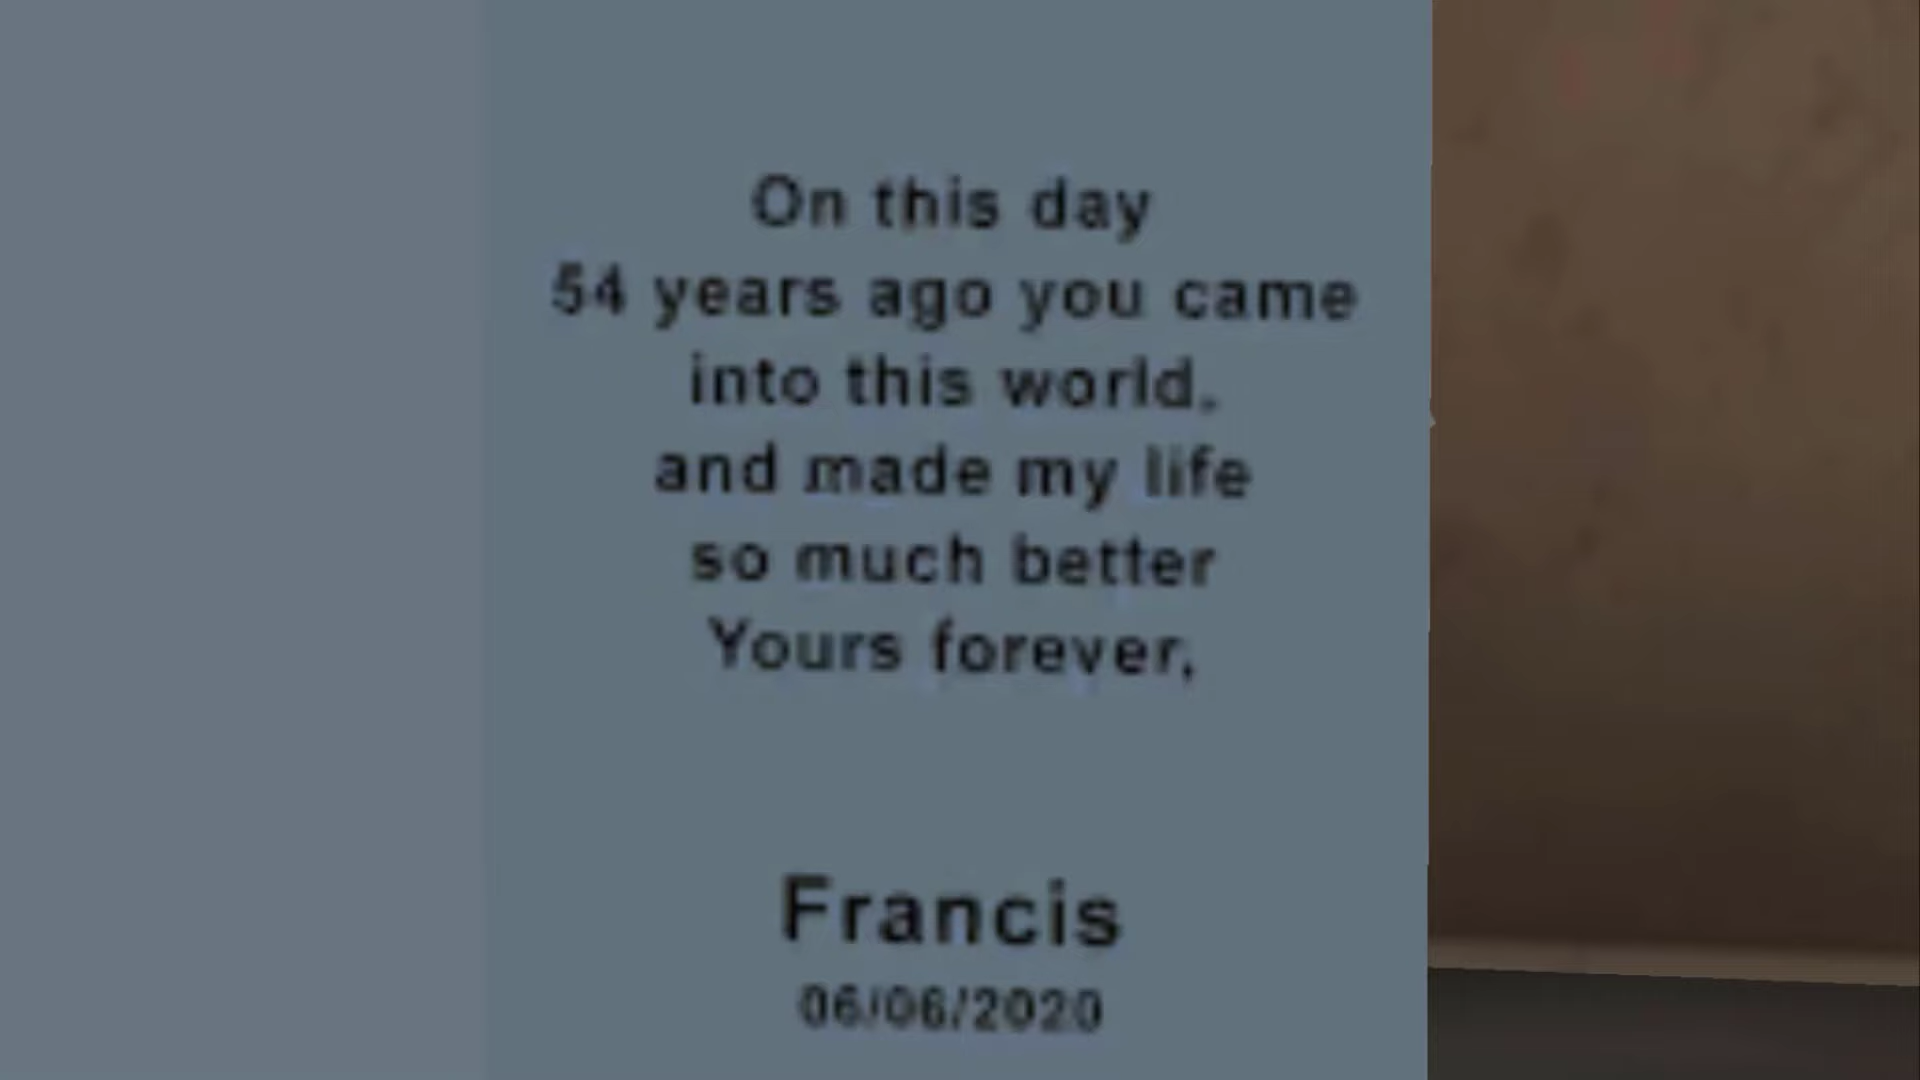 On this day
54 years ago you came
into this world.
and made my life
so much better
Yours forever,
Francis
06/06/2020